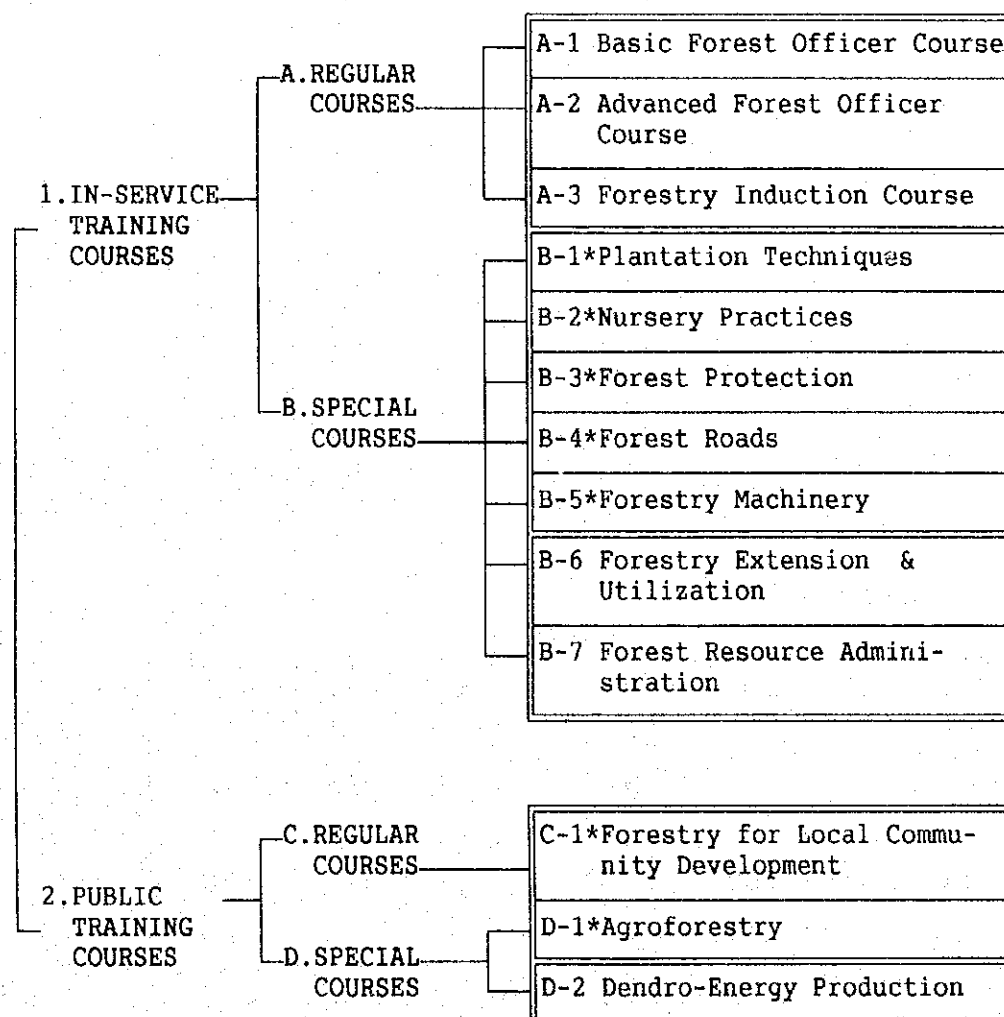 1.IN-SERVICE
TRAINING
COURSES
A.REGULAR
COURSES
A-1 Basic Forest Officer Course
A-2 Advanced Forest Officer
Course
A-3 Forestry Induction Course
B.SPECIAL
COURSES
B-1*Plantation Techniques
B-2*Nursery Practices
B-3*Forest Protection
B-4*Forest Roads
B-5*Forestry Machinery
B-6 Forestry Extension &
Utilization
B-7 Forest Resource Admini-
stration
2.PUBLIC
TRAINING
COURSES
C.REGULAR
COURSES
C-1*Forestry for Local Commu-
nity Development
D.SPECIAL
COURSES
D-1*Agroforestry
D-2 Dendro-Energy Production